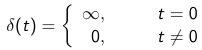 δ(t) = { ∞, t = 0
0, t ≠ 0